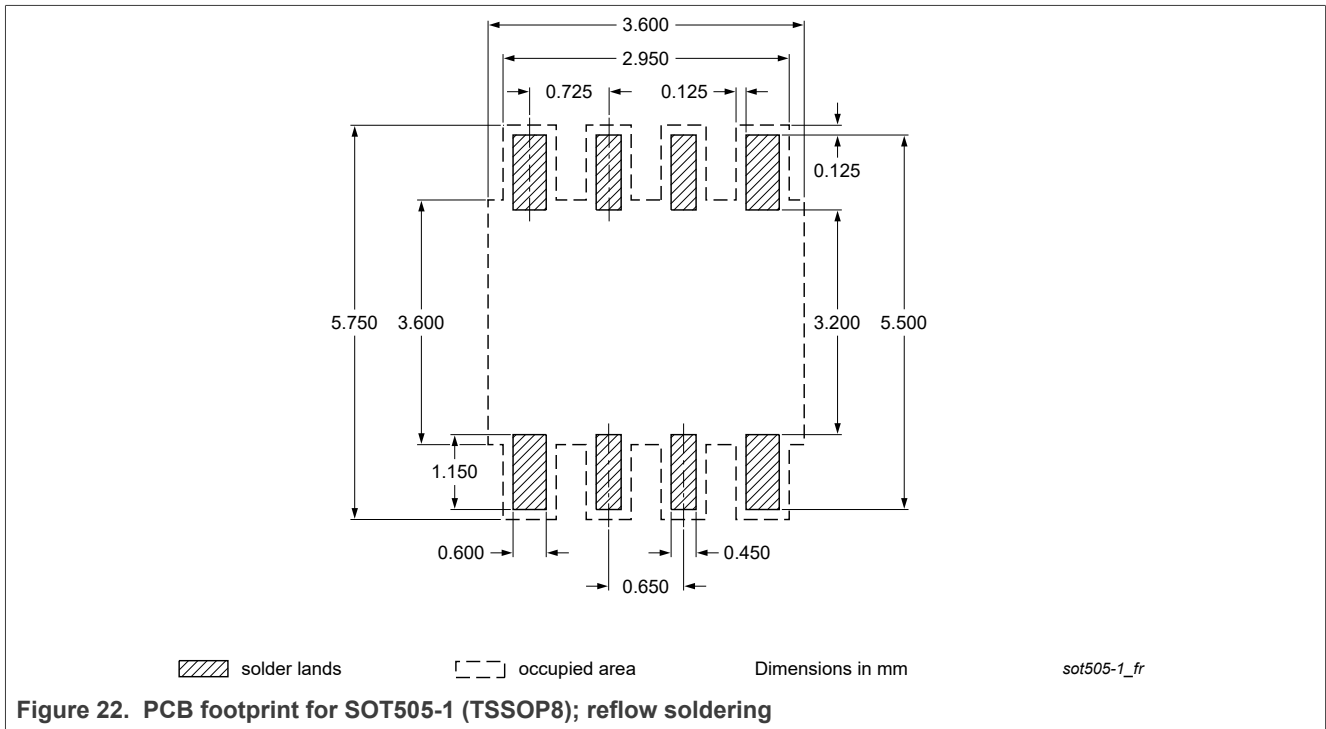 3.600
2.950
0.725
0.125
0.125
5.750
3.600
3.200
5.500
1.150
0.600
0.450
0.650
solder lands
occupied area
Dimensions in mm
sot505-1_fr
Figure 22. PCB footprint for SOT505-1 (TSSOP8); reflow soldering